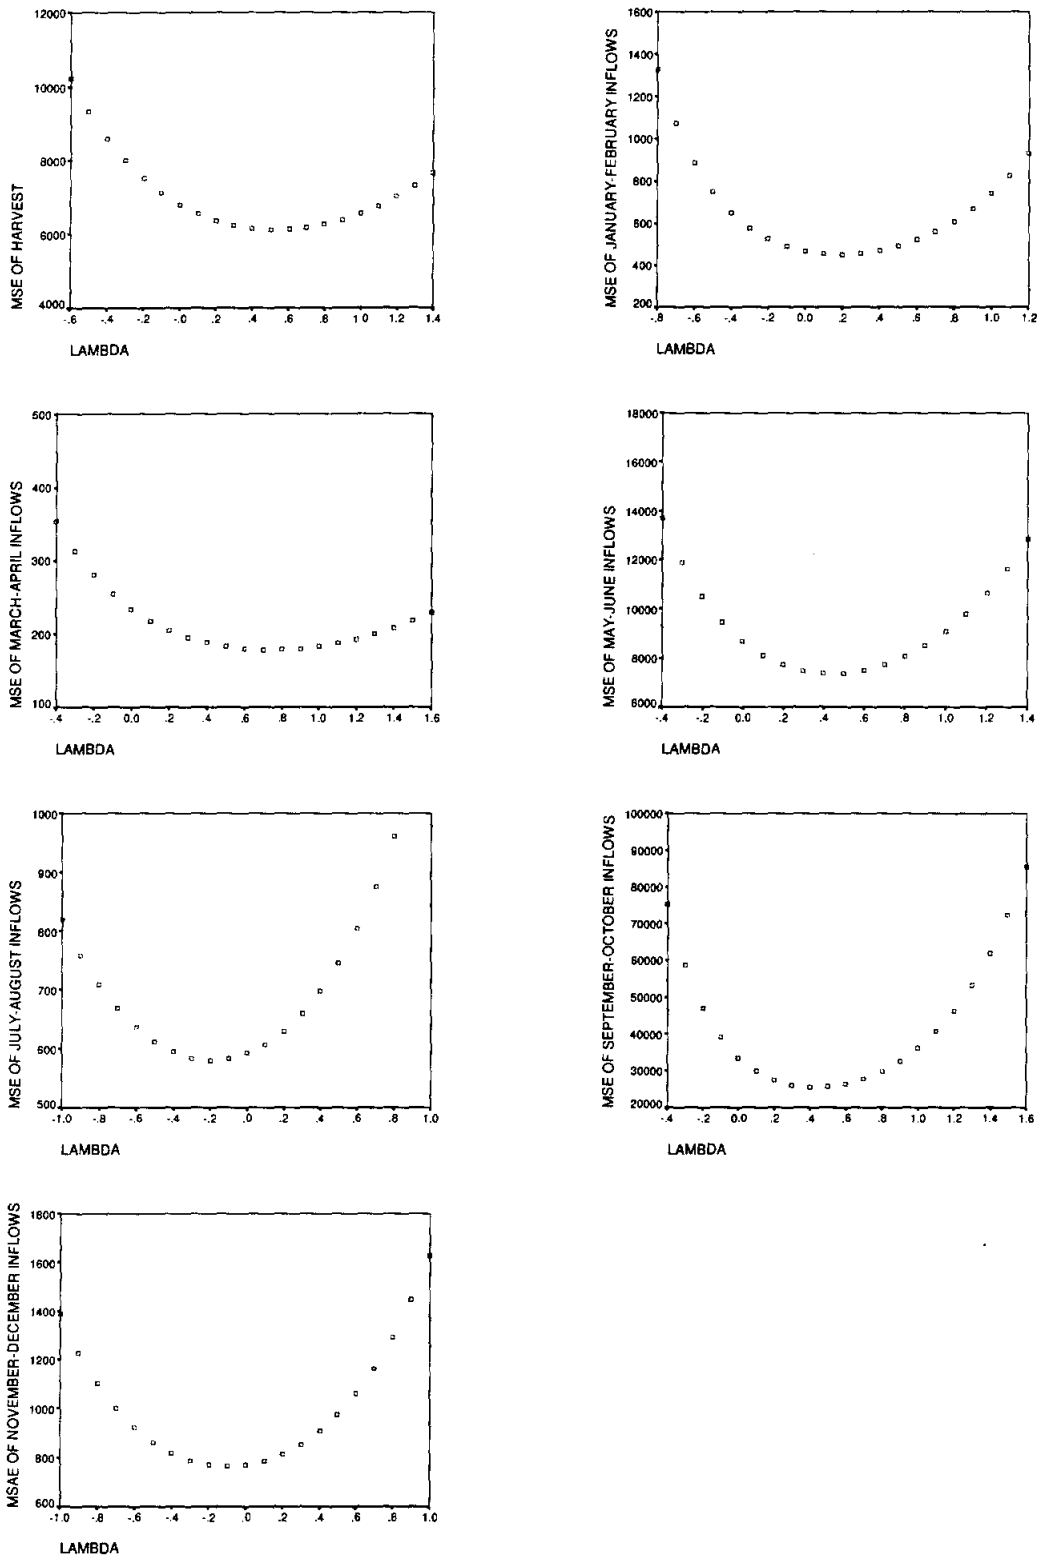 12000
10000
8000
6000
4000
MSE OF HARVEST
-.6 -.4 -.2 -.0 .2 .4 .6 .8 1.0 1.2 1.4
LAMBDA
1600
1400
1200
1000
800
600
400
200
MSE OF JANUARY-FEBRUARY INFLOWS
-.8 -.6 -.4 -.2 0.0 .2 .4 .6 .8 1.0 1.2
LAMBDA
500
400
300
200
100
MSE OF MARCH-APRIL INFLOWS
-.4 -.2 0.0 .2 .4 .6 .8 1.0 1.2 1.4 1.6
LAMBDA
18000
16000
14000
12000
10000
8000
6000
MSE OF MAY-JUNE INFLOWS
-.4 -.2 0.0 .2 .4 .6 .8 1.0 1.2 1.4
LAMBDA
1000
900
800
700
600
500
MSE OF JULY-AUGUST INFLOWS
-1.0 -.8 -.6 -.4 -.2 .0 .2 .4 .6 .8 1.0
LAMBDA
100000
90000
80000
70000
60000
50000
40000
30000
20000
MSE OF SEPTEMBER-OCTOBER INFLOWS
-.4 -.2 0.0 .2 .4 .6 .8 1.0 1.2 1.4 1.6
LAMBDA
1800
1600
1400
1200
1000
800
600
MSAE OF NOVEMBER-DECEMBER INFLOWS
-1.0 -.8 -.6 -.4 -.2 .0 .2 .4 .6 .8 1.0
LAMBDA